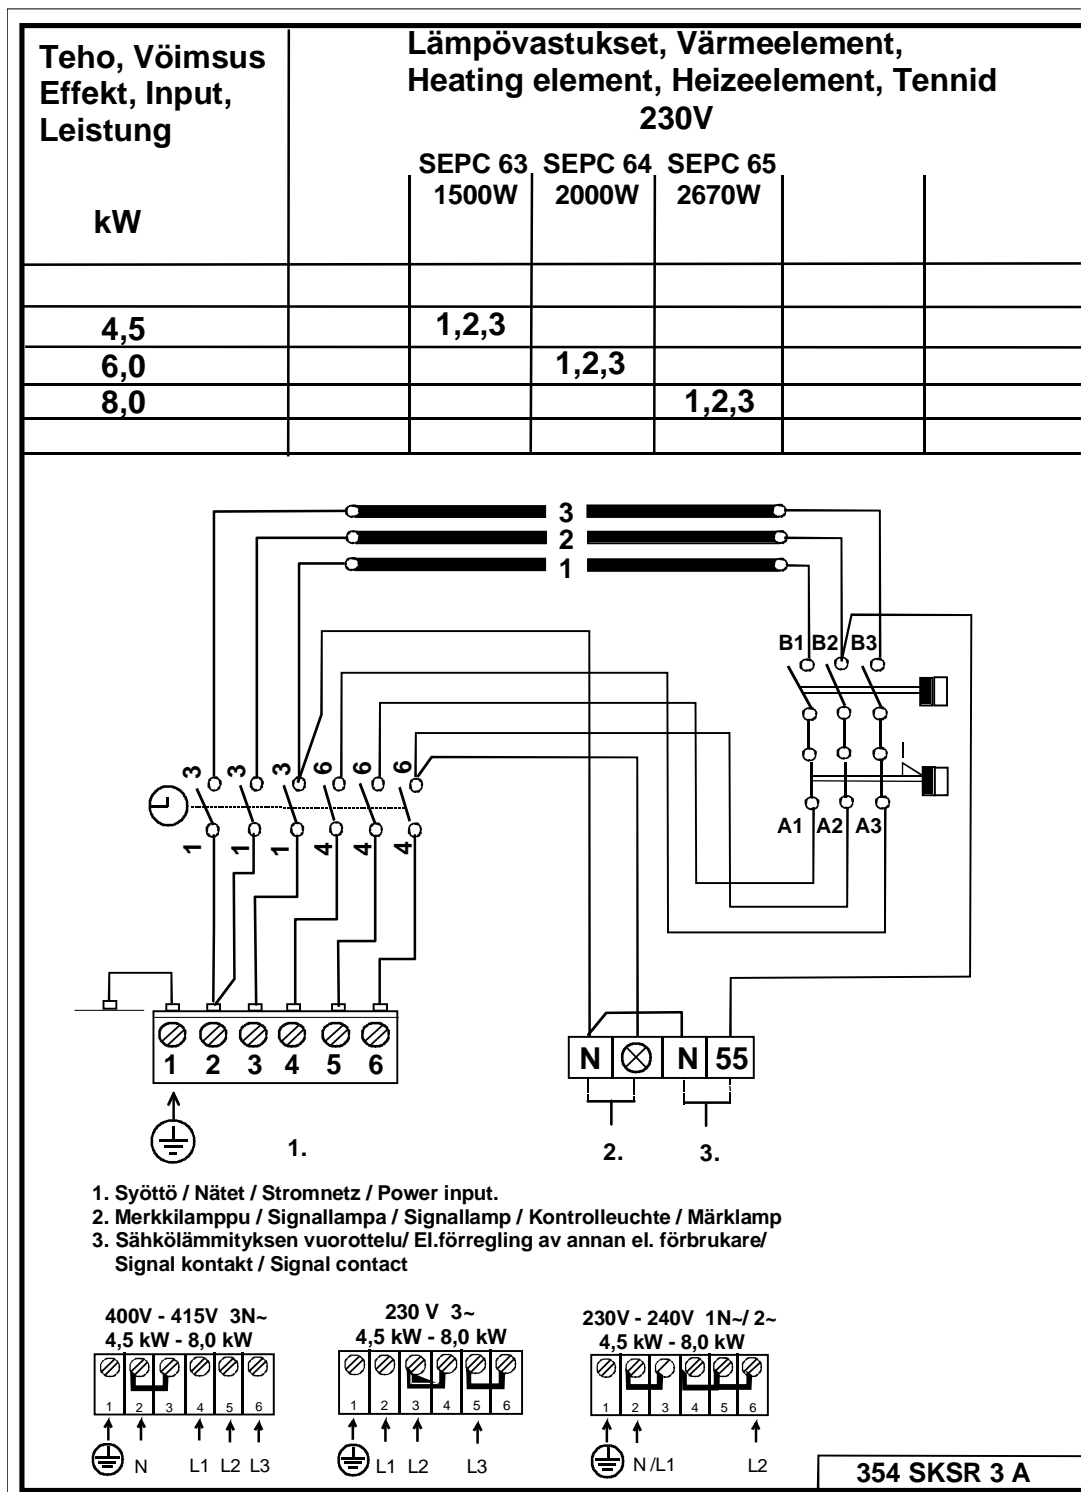 Teho, Vöimsus
Effekt, Input,
Leistung
kW
Lämpövastukset, Värmeelement,
Heating element, Heizeelement, Tennid
230V
SEPC 63 SEPC 64 SEPC 65
1500W 2000W 2670W
4,5 1,2,3
6,0 1,2,3
8,0 1,2,3
3
2
1
B1 B2 B3
3 3 3 6 6 6
1 1 1 4 4 4
A1 A2 A3
1 2 3 4 5 6
N N 55
1.
2.
3.
1. Syöttö / Nätet / Stromnetz / Power input.
2. Merkkilamppu / Signallampa / Signallamp / Kontrolleuchte / Märklamp
3. Sähkölämmityksen vuorottelu/ El.förregling av annan el. förbrukare/
Signal kontakt / Signal contact
400V - 415V 3N~
4,5 kW - 8,0 kW
1 2 3 4 5 6
N L1 L2 L3
230 V 3~
4,5 kW - 8,0 kW
1 2 3 4 5 6
L1 L2 L3
230V - 240V 1N~/ 2~
4,5 kW - 8,0 kW
1 2 3 4 5 6
N /L1 L2
354 SKSR 3 A